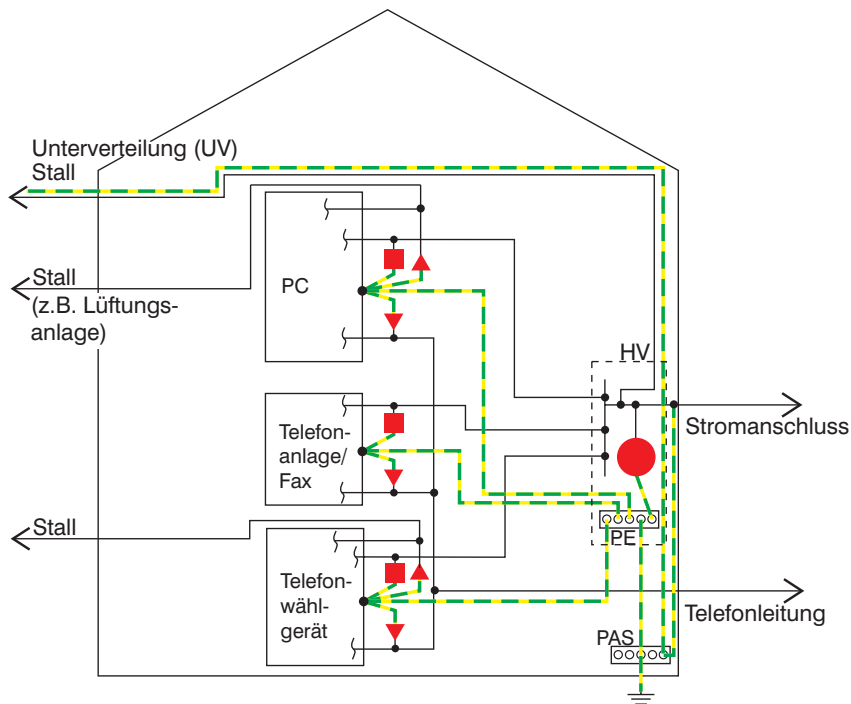 Unterverteilung (UV)
Stall
Stall
(z.B. Lüftungs-
anlage)
PC
HV
Stromanschluss
Telefon-
anlage/
Fax
PE
Stall
Telefon-
wähl-
gerät
Telefonleitung
PAS